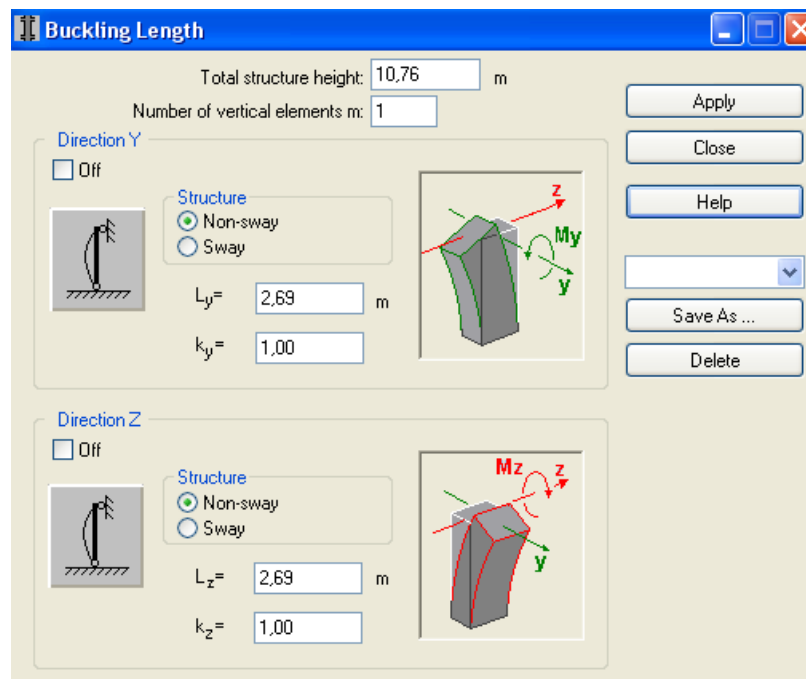 Buckling Length
Total structure height: 10,76 m
Number of vertical elements m: 1
Apply
Close
Help
Save As ...
Delete
Direction Y
Off
Structure
Non-sway
Sway
Ly= 2,69 m
ky= 1,00
z
My
y
Direction Z
Off
Structure
Non-sway
Sway
Lz= 2,69 m
kz= 1,00
Mz z
y